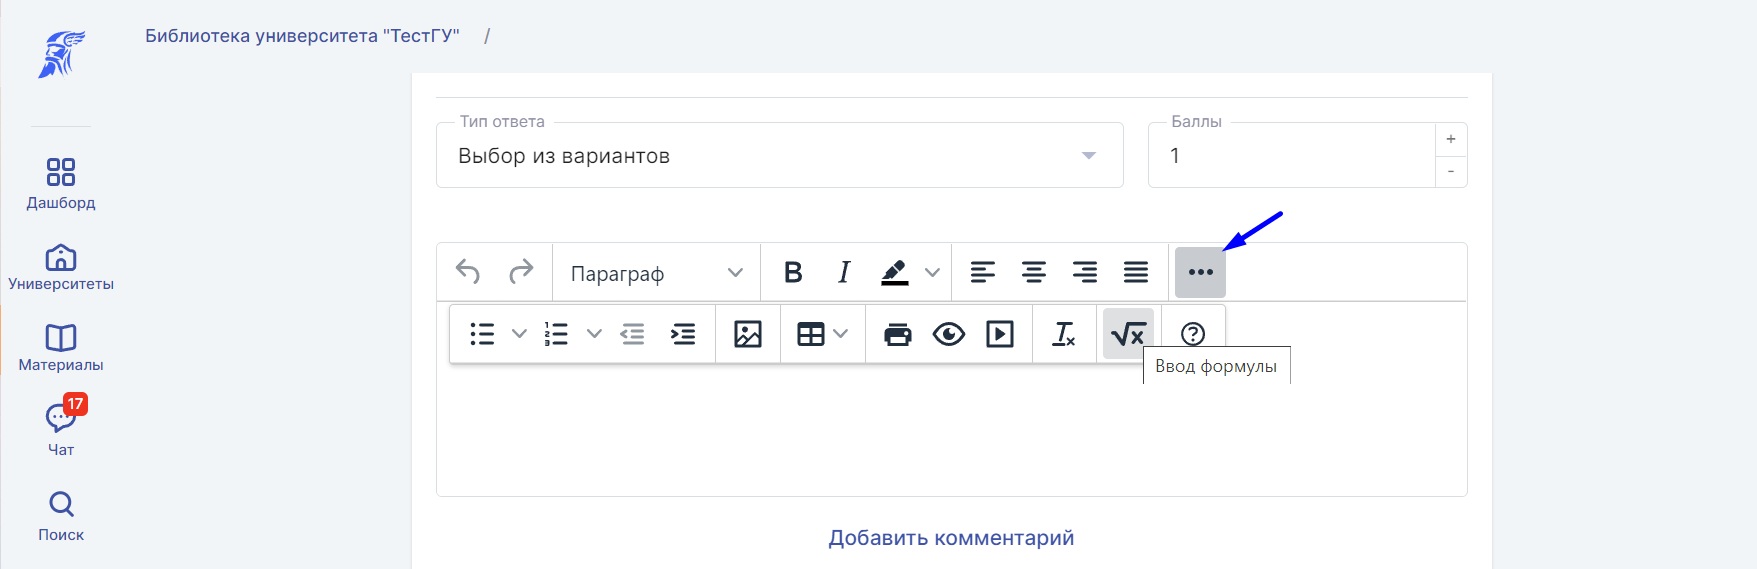 Библиотека университета "ТестГУ" /
Дашборд
Университеты
Материалы
17
Чат
Поиск
Тип ответа
Выбор из вариантов
Баллы
1
+
-
Параграф
B I
Ввод формулы
Добавить комментарий